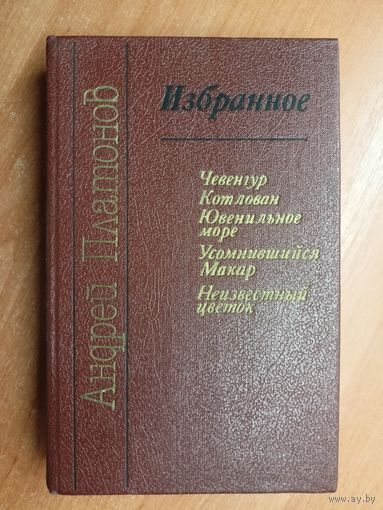 Андрей Платонов
Избранное
Чевенгур
Котлован
Ювенильное
море
Усомнившийся
Макар
Неизвестный
цветок
www.ay.by